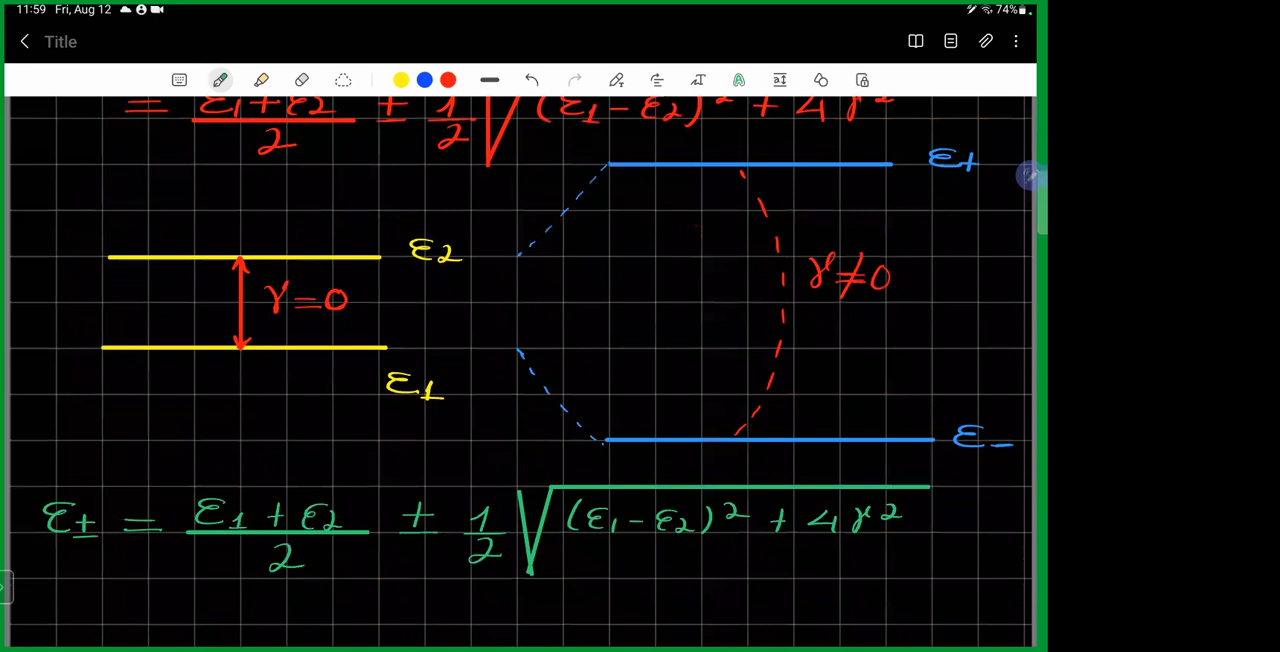 11:59 Fri, Aug 12 74%
Title
= ε1 + ε2 / 2 ± 1/2 √(ε1 − ε2)² + 4γ²
ε+
ε2
γ = 0
γ ≠ 0
ε1
ε−
ε± = ε1 + ε2 / 2 ± 1/2 √(ε1 − ε2)² + 4γ²